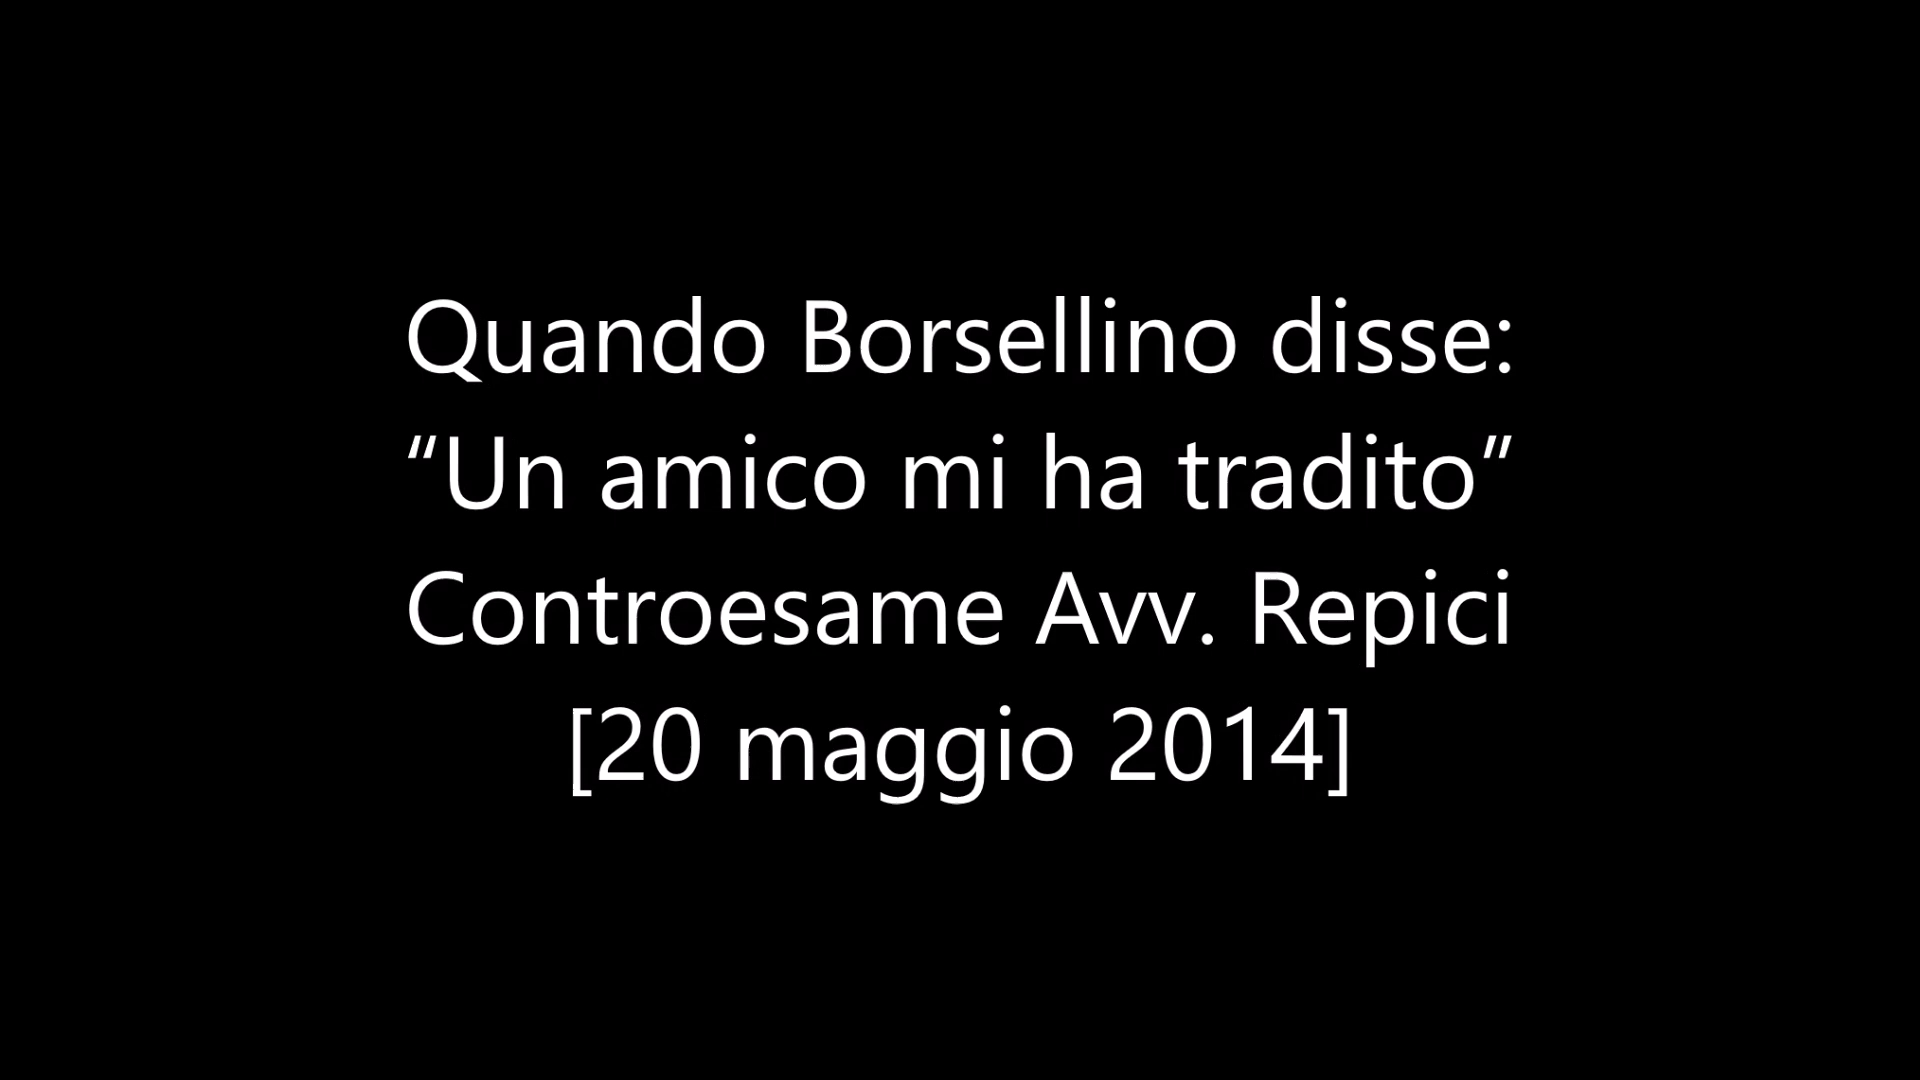 Quando Borsellino disse:
“Un amico mi ha tradito”
Controesame Avv. Repici
[20 maggio 2014]